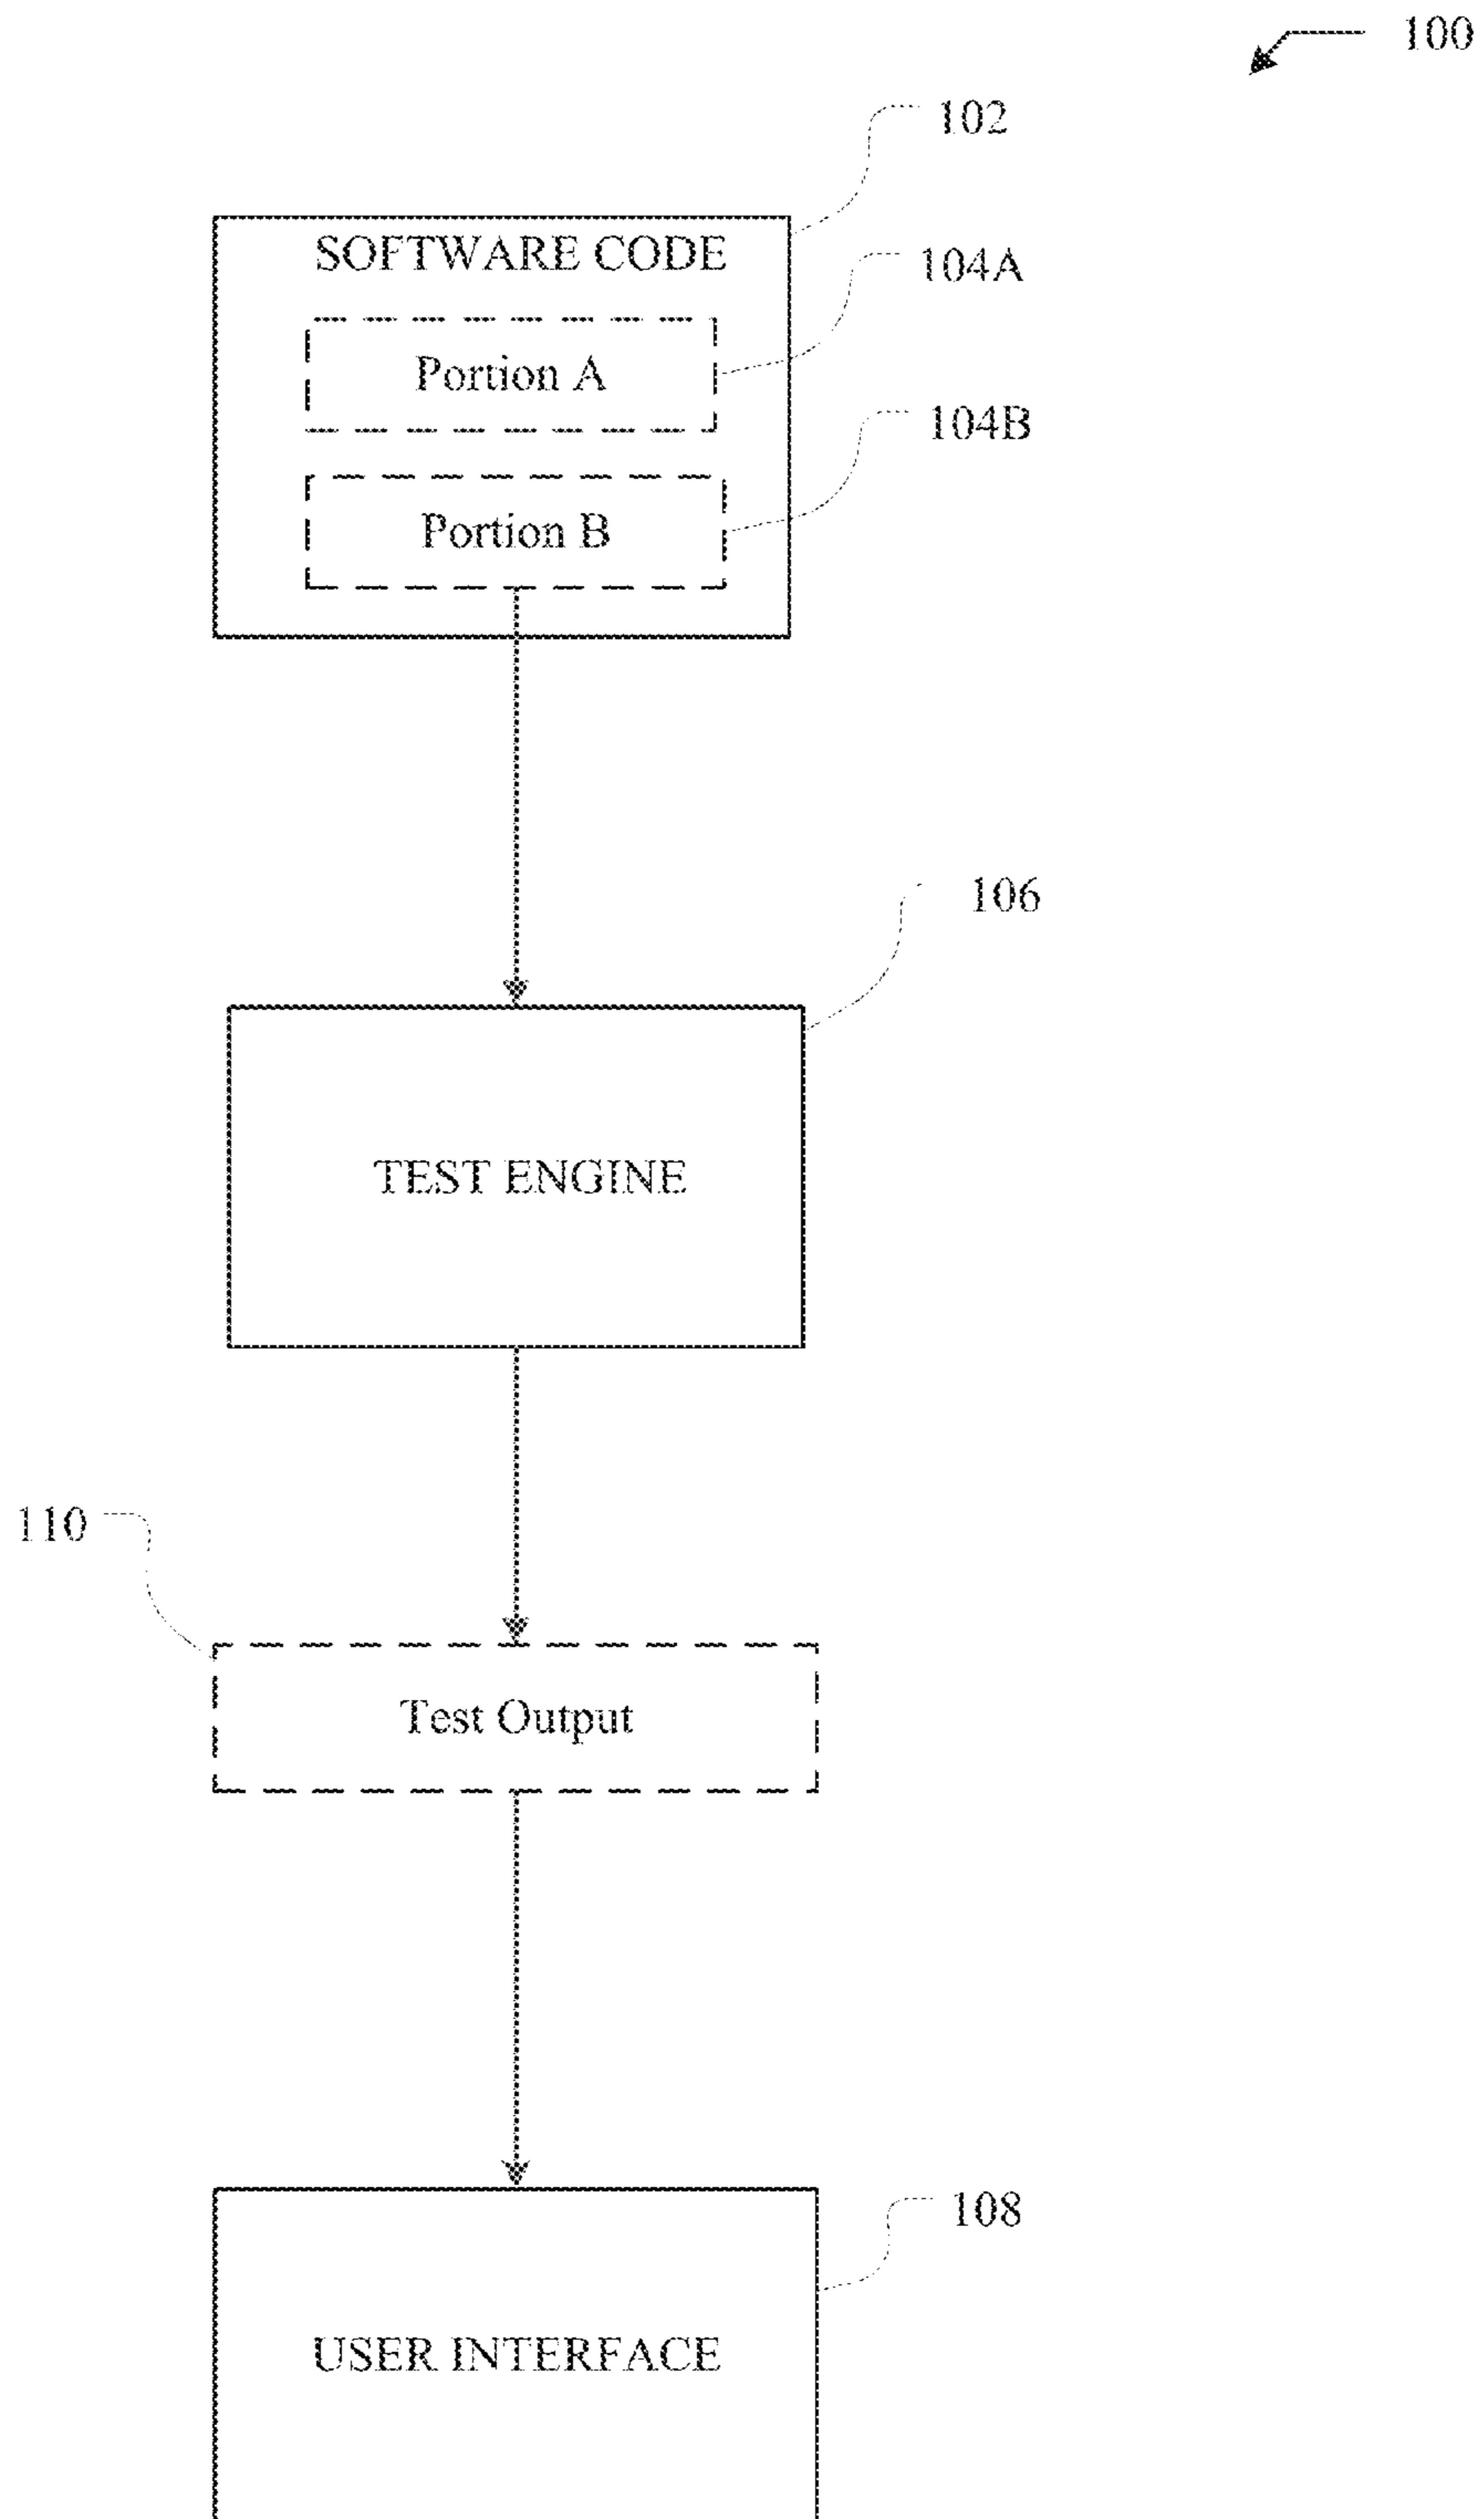 100
102
SOFTWARE CODE
104A
Portion A
104B
Portion B
106
TEST ENGINE
110
Test Output
108
USER INTERFACE